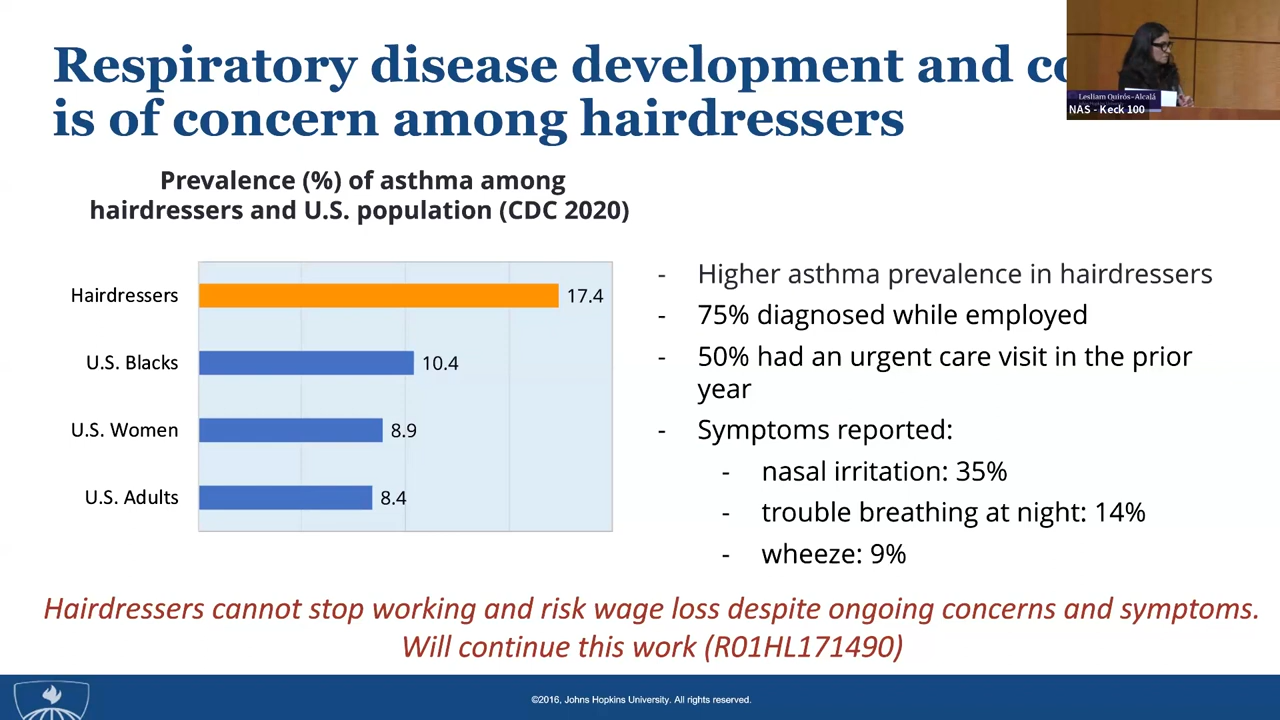 Respiratory disease development and
is of concern among hairdressers
Lesliam Quirós-Alcalá
NAS - Keck 100
Prevalence (%) of asthma among
hairdressers and U.S. population (CDC 2020)
Hairdressers 17.4
U.S. Blacks 10.4
U.S. Women 8.9
U.S. Adults 8.4
- Higher asthma prevalence in hairdressers
- 75% diagnosed while employed
- 50% had an urgent care visit in the prior
year
- Symptoms reported:
- nasal irritation: 35%
- trouble breathing at night: 14%
- wheeze: 9%
Hairdressers cannot stop working and risk wage loss despite ongoing concerns and symptoms.
Will continue this work (R01HL171490)
©2016, Johns Hopkins University. All rights reserved.